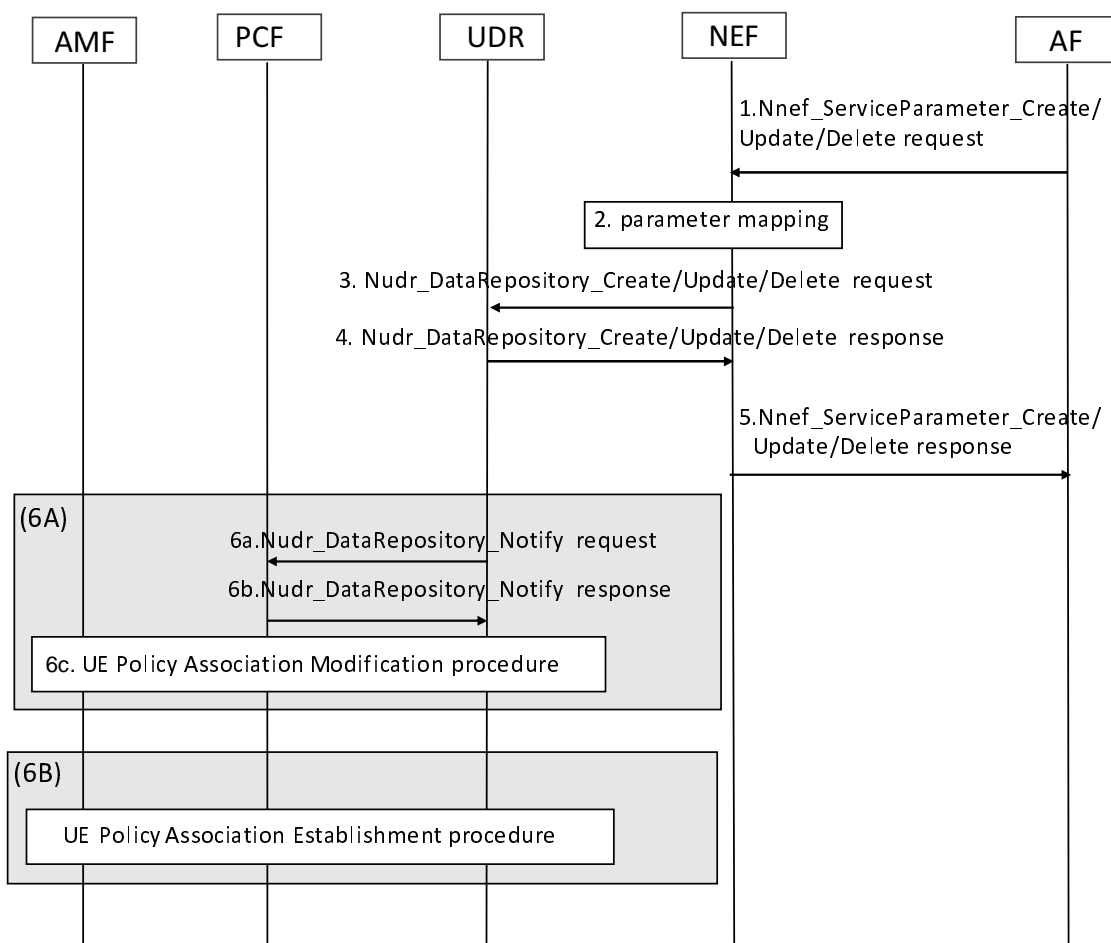 AMF
PCF
UDR
NEF
AF
1.Nnef_ServiceParameter_Create/
Update/Delete request
2. parameter mapping
3. Nudr_DataRepository_Create/Update/Delete request
4. Nudr_DataRepository_Create/Update/Delete response
5.Nnef_ServiceParameter_Create/
Update/Delete response
(6A)
6a.Nudr_DataRepository_Notify request
6b.Nudr_DataRepository_Notify response
6c. UE Policy Association Modification procedure
(6B)
UE Policy Association Establishment procedure